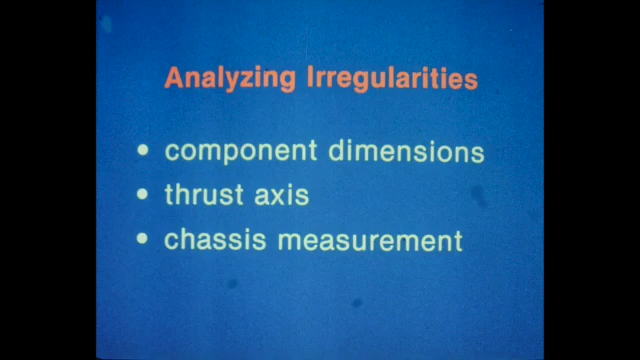 Analyzing Irregularities
• component dimensions
• thrust axis
• chassis measurement